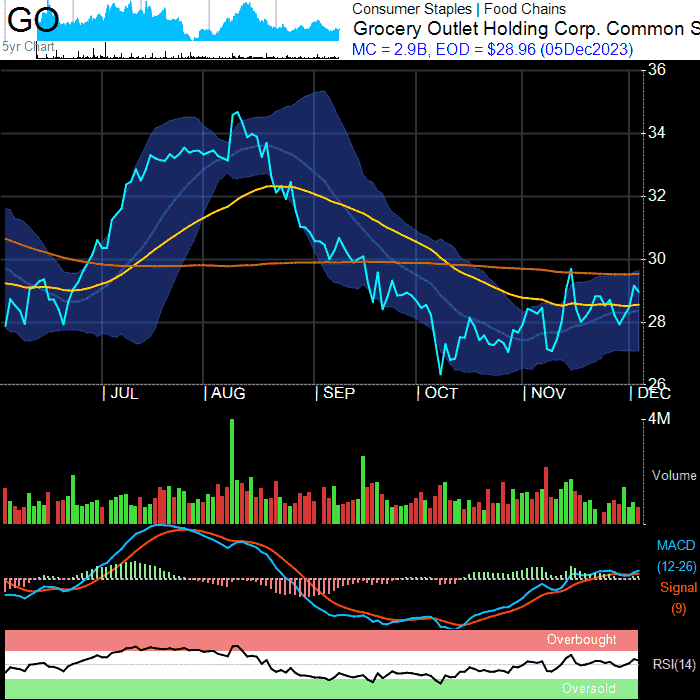 GO
5yr Chart
Consumer Staples | Food Chains
Grocery Outlet Holding Corp. Common S
MC = 2.9B, EOD = $28.96 (05Dec2023)
36
34
32
30
28
26
| JUL | AUG | SEP | OCT | NOV | DEC
4M
Volume
MACD
(12-26)
Signal
(9)
Overbought
RSI(14)
Oversold